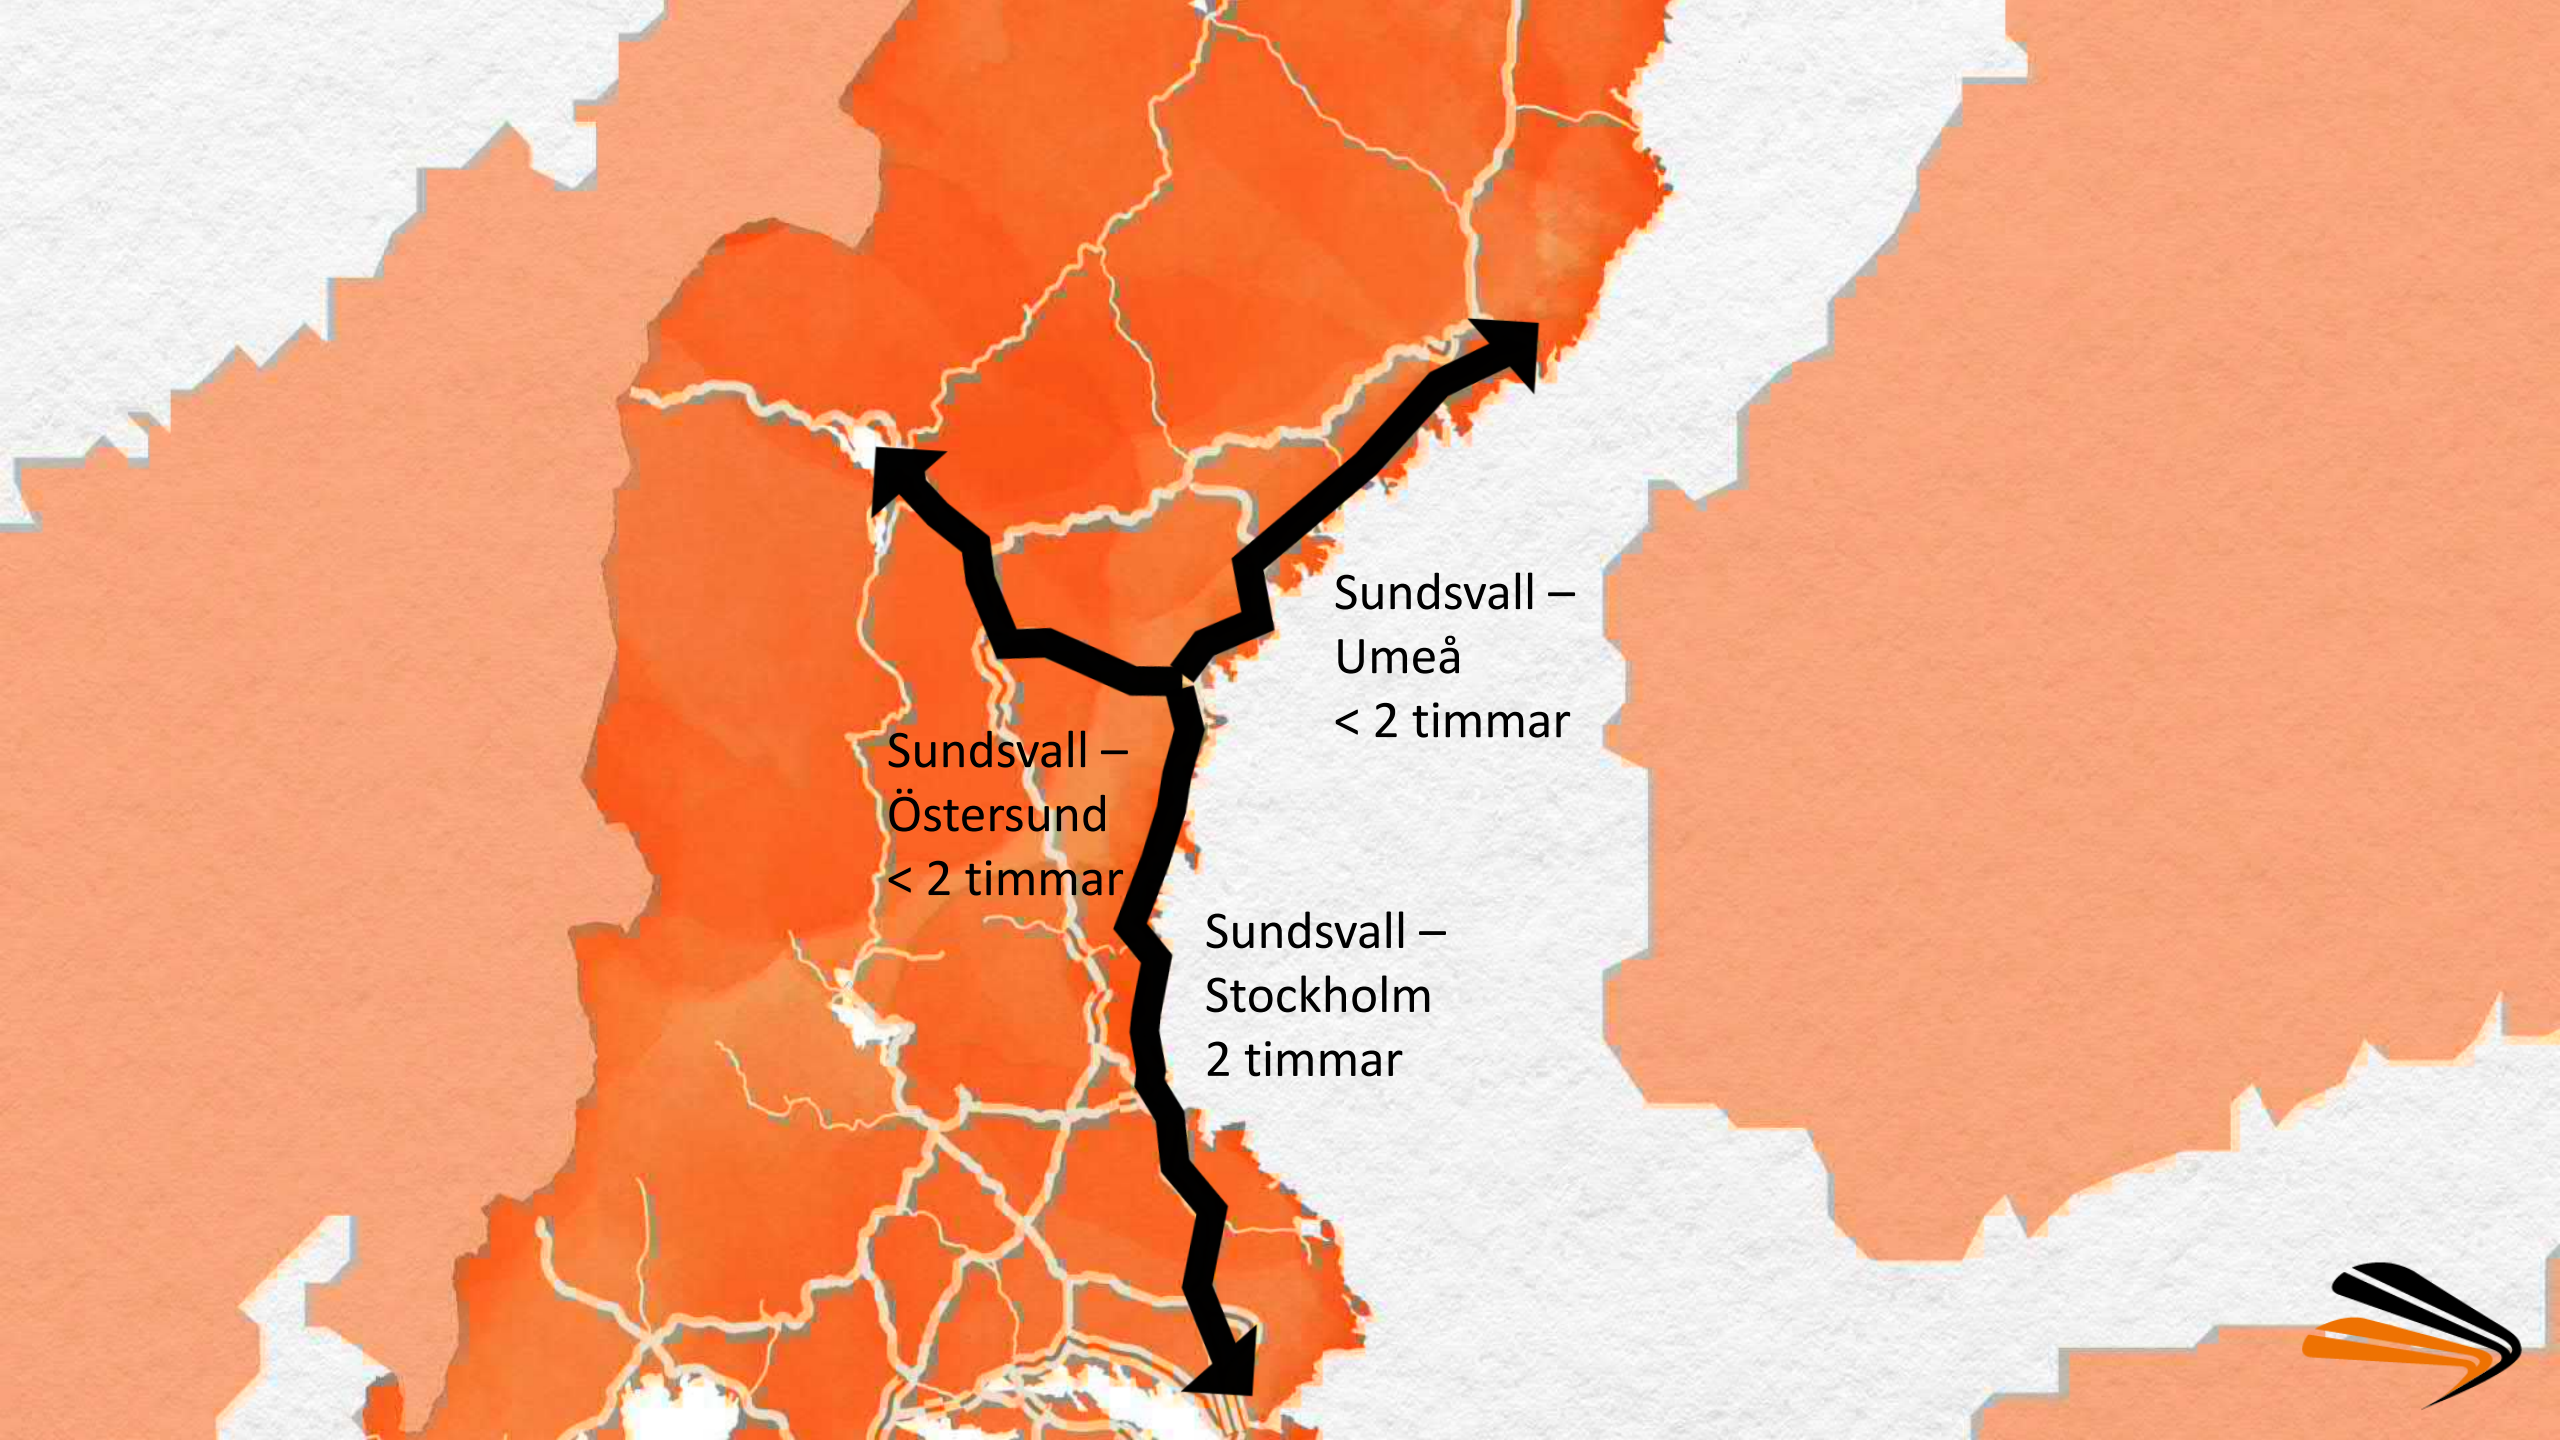 Sundsvall –
Umeå
< 2 timmar
Sundsvall –
Östersund
< 2 timmar
Sundsvall –
Stockholm
2 timmar